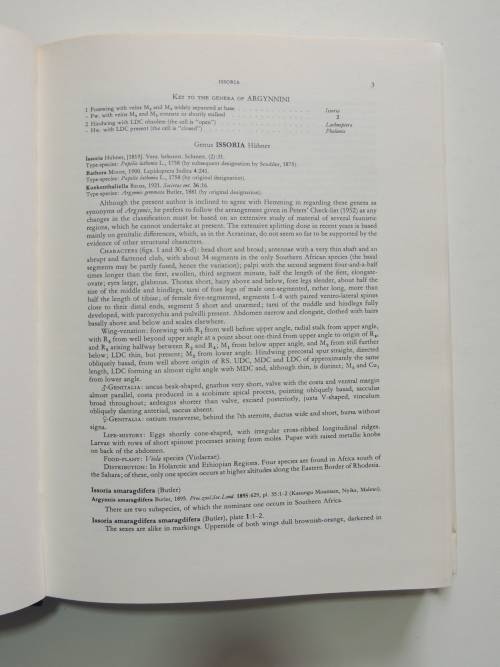 ISSORIA
3
KEY TO THE GENERA OF ARGYNNINI
1 Forewing with veins M2 and M3 widely separated at base . . . . . . . . . . Issoria
– Fw. with veins M2 and M3 connate or shortly stalked . . . . . . . . . . 2
2 Hindwing with LDC obsolete (the cell is "open") . . . . . . . . . . Lachnoptera
– Hw. with LDC present (the cell is "closed") . . . . . . . . . . Phalanta
Genus ISSORIA Hübner
Issoria Hübner, [1819]. Verz. bekannt. Schmett. (2):31.
Type-species: Papilio lathonia L., 1758 (by subsequent designation by Scudder, 1875).
Rathora Moore, 1900. Lepidoptera Indica 4:241.
Type-species: Papilio lathonia L., 1758 (by original designation).
Kuekenthaliella Reuss, 1921. Societas ent. 36:16.
Type-species: Argynnis gemmata Butler, 1881 (by original designation).
Although the present author is inclined to agree with Hemming in regarding these genera as
synonyms of Argynnis, he prefers to follow the arrangement given in Peters' Check-list (1952) as any
changes in the classification must be based on an extensive study of material of several faunistic
regions, which he cannot undertake at present. The extensive splitting done in recent years is based
mainly on genitalic differences, which, as in the Acraeinae, do not seem so far to be supported by the
evidence of other structural characters.
CHARACTERS (figs. 1 and 30 a–d): head short and broad; antennae with a very thin shaft and an
abrupt and flattened club, with about 34 segments in the only Southern African species (the basal
segments may be partly fused, hence the variation); palpi with the second segment four-and-a-half
times longer than the first, swollen, third segment minute, half the length of the first, elongate-
ovate; eyes large, glabrous. Thorax short, hairy above and below, fore legs slender, about half the
size of the middle and hindlegs, tarsi of fore legs of male one-segmented, rather long, more than
half the length of tibiae; of female five-segmented, segments 1–4 with paired ventro-lateral spines
close to their distal ends, segment 5 short and unarmed; tarsi of the middle and hindlegs fully
developed, with paronychia and pulvilli present. Abdomen narrow and elongate, clothed with hairs
basally above and below and scales elsewhere.
Wing-venation: forewing with R1 from well before upper angle, radial stalk from upper angle,
with R2 from well beyond upper angle at a point about one-third from upper angle to origin of R4,
and R3 arising halfway between R2 and R4; M1 from below upper angle, and M2 from still further
below; LDC thin, but present; M3 from lower angle. Hindwing precostal spur straight, directed
obliquely basad, from well above origin of RS. UDC, MDC and LDC of approximately the same
length, LDC forming an almost right angle with MDC and, although thin, is distinct; M3 and Cu1
from lower angle.
♂GENITALIA: uncus beak-shaped, gnathos very short, valve with the costa and ventral margin
almost parallel, costa produced in a scobinate apical process, pointing obliquely basad, sacculus
broad throughout; aedeagus shorter than valve, excised posteriorly, juxta V-shaped, vinculum
obliquely slanting anteriad, saccus absent.
♀GENITALIA: ostium transverse, behind the 7th sternite, ductus wide and short, bursa without
signa.
LIFE-HISTORY: Eggs shortly cone-shaped, with irregular cross-ribbed longitudinal ridges.
Larvae with rows of short spinose processes arising from moles. Pupae with raised metallic knobs
on back of the abdomen.
FOOD-PLANT: Viola species (Violaceae).
DISTRIBUTION: In Holarctic and Ethiopian Regions. Four species are found in Africa south of
the Sahara; of these, only one species occurs at higher altitudes along the Eastern Border of Rhodesia.
Issoria smaragdifera (Butler)
Argynnis smaragdifera Butler, 1895. Proc. zool. Soc. Lond. 1895:629, pl. 35:1–2 (Kasungu Mountain, Nyika, Malawi).
There are two subspecies, of which the nominate one occurs in Southern Africa.
Issoria smaragdifera smaragdifera (Butler), plate 1:1–2.
The sexes are alike in markings. Upperside of both wings dull brownish-orange, darkened in